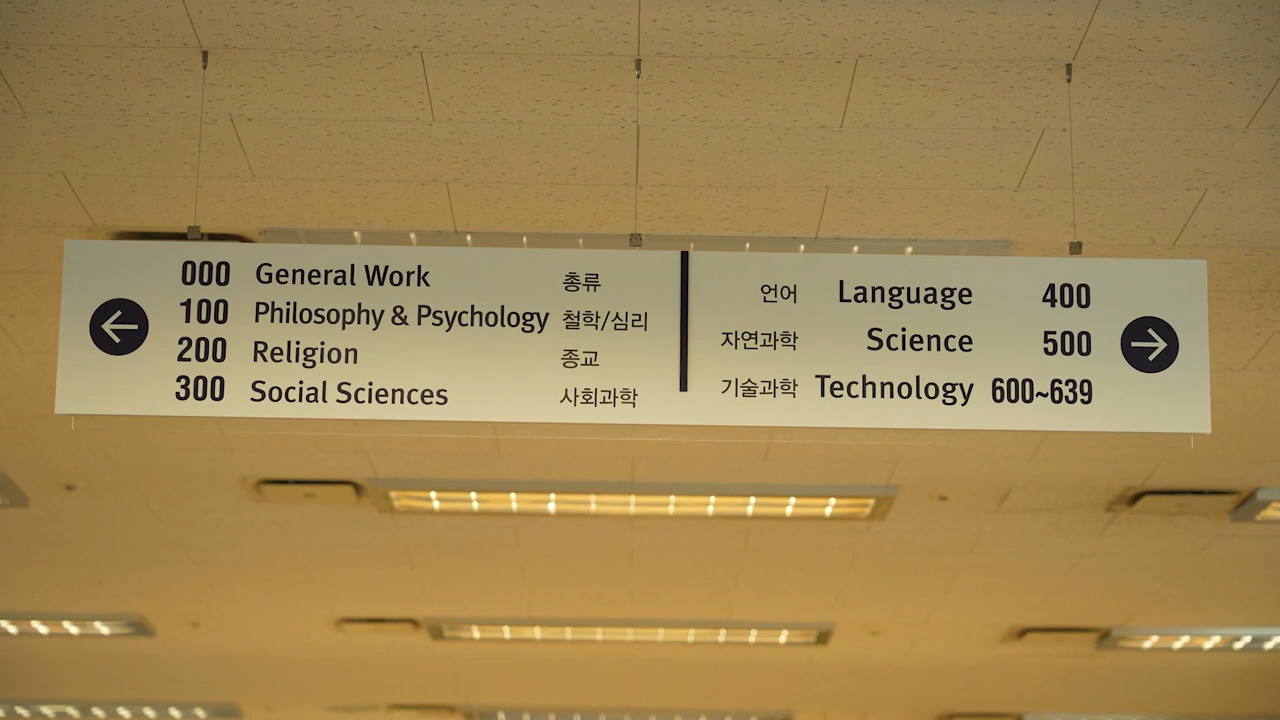 000 General Work 총류
100 Philosophy & Psychology 철학/심리
200 Religion 종교
300 Social Sciences 사회과학
언어 Language 400
자연과학 Science 500
기술과학 Technology 600~639